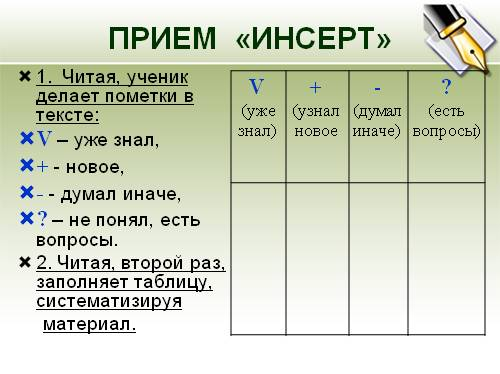 ПРИЕМ «ИНСЕРТ»
1. Читая, ученик
делает пометки в
тексте:
V – уже знал,
+ - новое,
- - думал иначе,
? – не понял, есть
вопросы.
2. Читая, второй раз,
заполняет таблицу,
систематизируя
материал.
V
(уже
знал)
+
(узнал
новое
-
(думал
иначе)
?
(есть
вопросы)